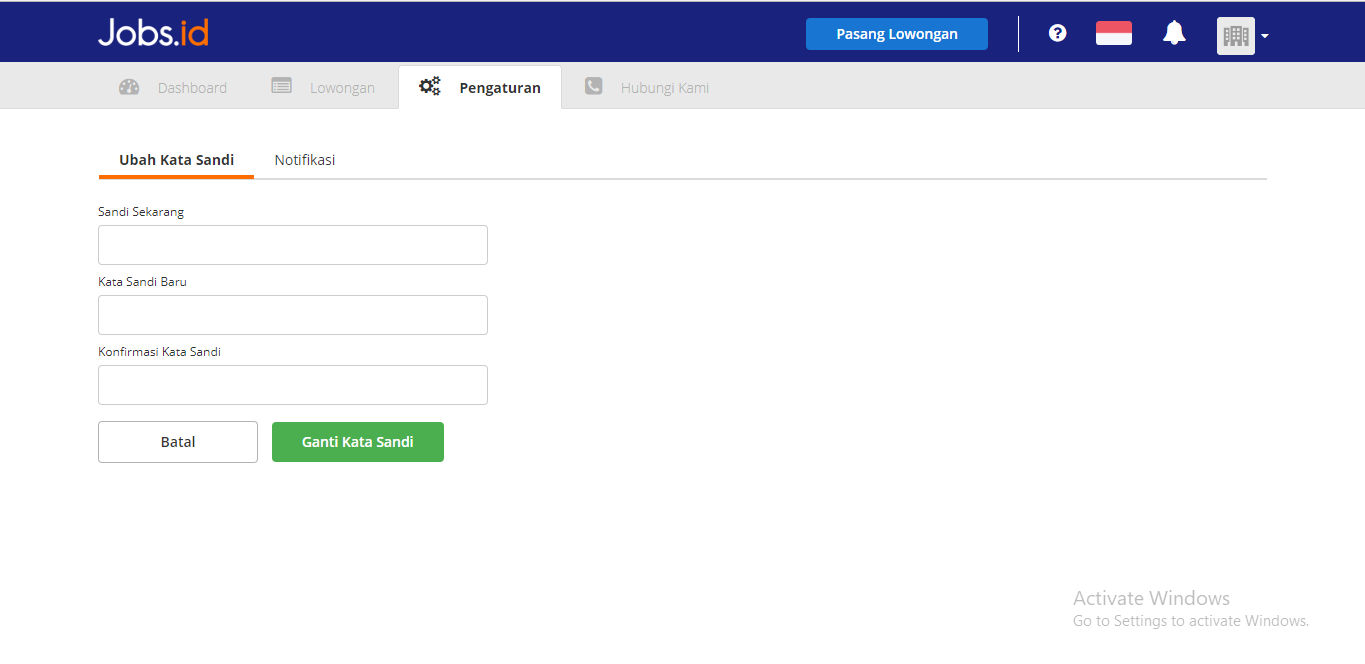 Jobs.id
Pasang Lowongan
Dashboard
Lowongan
Pengaturan
Hubungi Kami
Ubah Kata Sandi
Notifikasi
Sandi Sekarang
Kata Sandi Baru
Konfirmasi Kata Sandi
Batal
Ganti Kata Sandi
Activate Windows
Go to Settings to activate Windows.